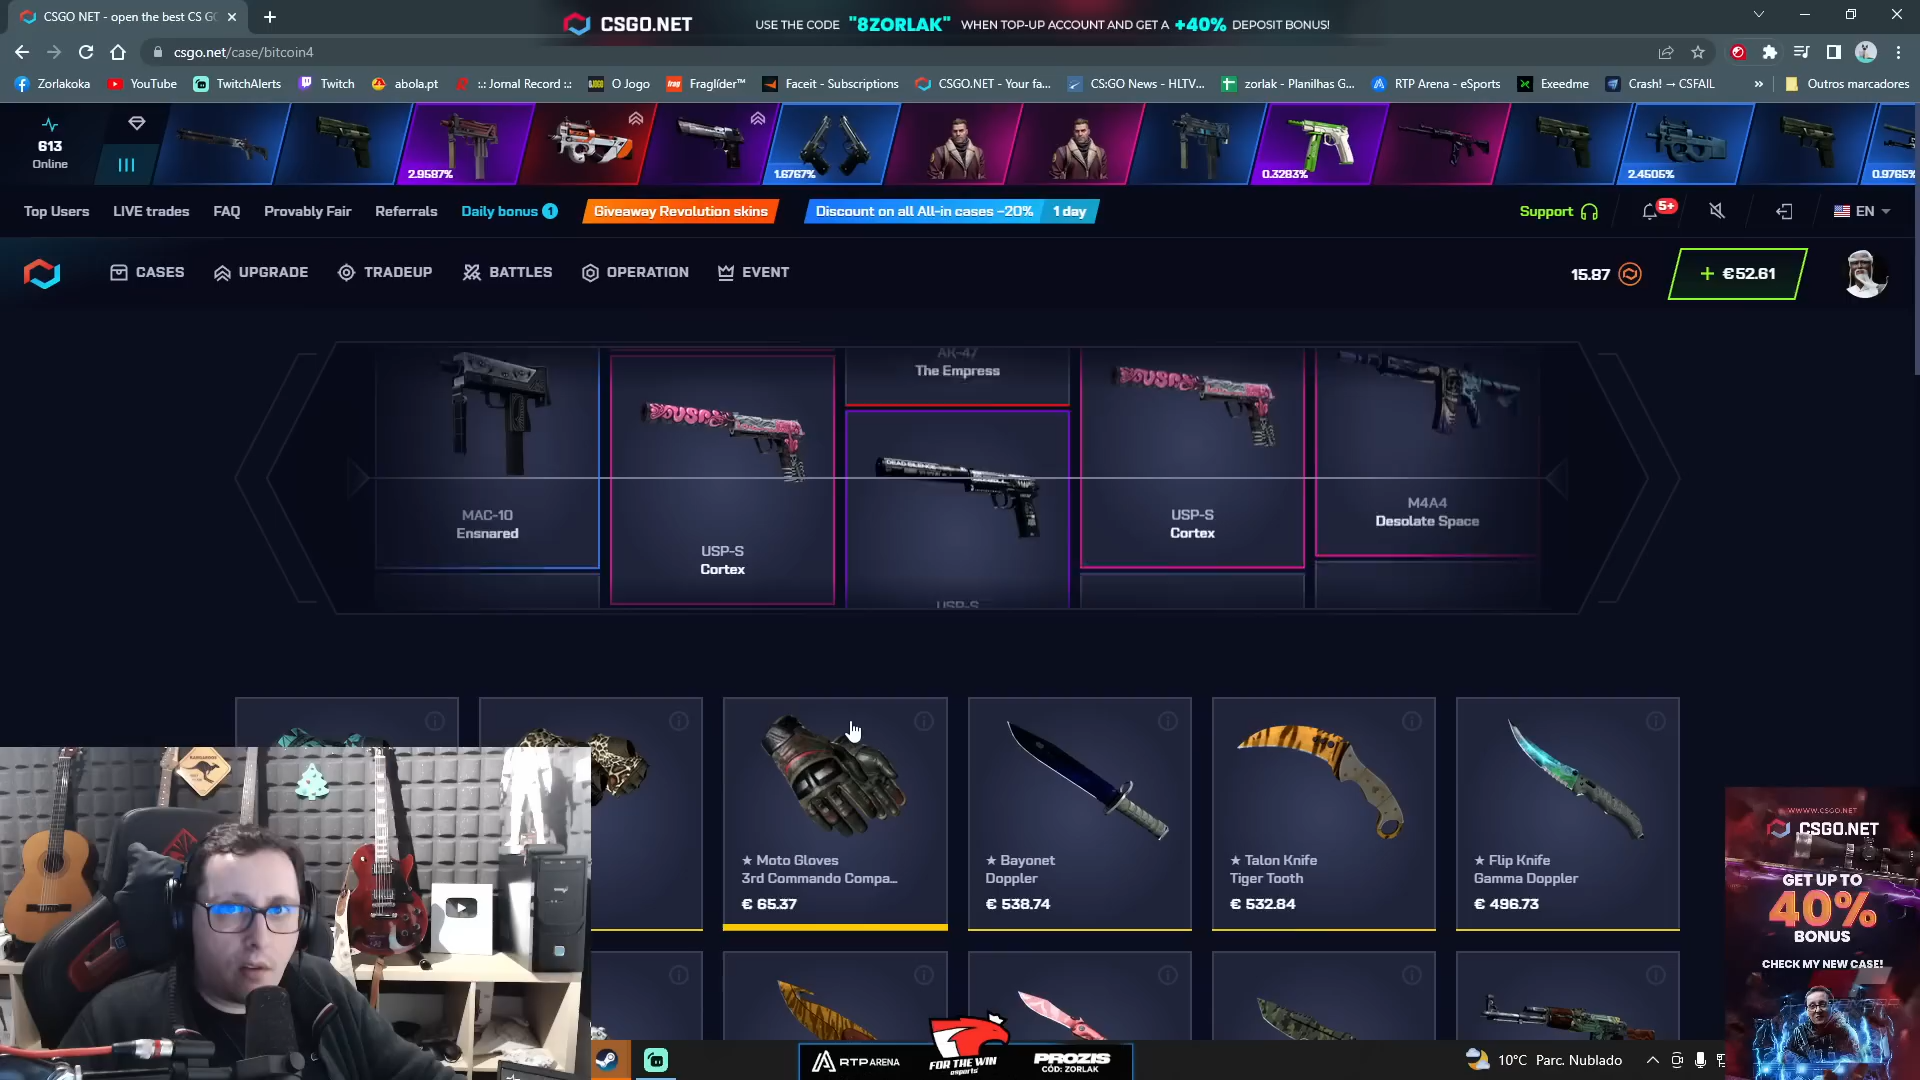 CSGO NET - open the best CS GO
CSGO.NET
USE THE CODE "8ZORLAK" WHEN TOP-UP ACCOUNT AND GET A +40% DEPOSIT BONUS!
csgo.net/case/bitcoin4
Zorlakoka
YouTube
TwitchAlerts
Twitch
abola.pt
::: Jornal Record :::
O Jogo
Fraglíder™
Faceit - Subscriptions
CSGO.NET - Your fa...
CS:GO News - HLTV...
zorlak - Planilhas G...
RTP Arena - eSports
Exeedme
Crash! → CSFAIL
»
Outros marcadores
613
Online
2.9587%
1.6767%
0.3283%
2.4505%
0.9765%
Top Users
LIVE trades
FAQ
Provably Fair
Referrals
Daily bonus 1
Giveaway Revolution skins
Discount on all All-in cases -20% 1 day
Support
5+
EN
CASES
UPGRADE
TRADEUP
BATTLES
OPERATION
EVENT
15.87
+ €52.61
MAC-10
Ensnared
USP-S
Cortex
AK-47
The Empress
USP-S
USP-S
Cortex
M4A4
Desolate Space
★ Moto Gloves
3rd Commando Compa...
€ 65.37
★ Bayonet
Doppler
€ 538.74
★ Talon Knife
Tiger Tooth
€ 532.84
★ Flip Knife
Gamma Doppler
€ 496.73
WWW.CSGO.NET
CSGO.NET
GET UP TO
40%
BONUS
CHECK MY NEW CASE!
RTP ARENA
FOR THE WIN
esports
PROZIS
CÓD: ZORLAK
10°C Parc. Nublado